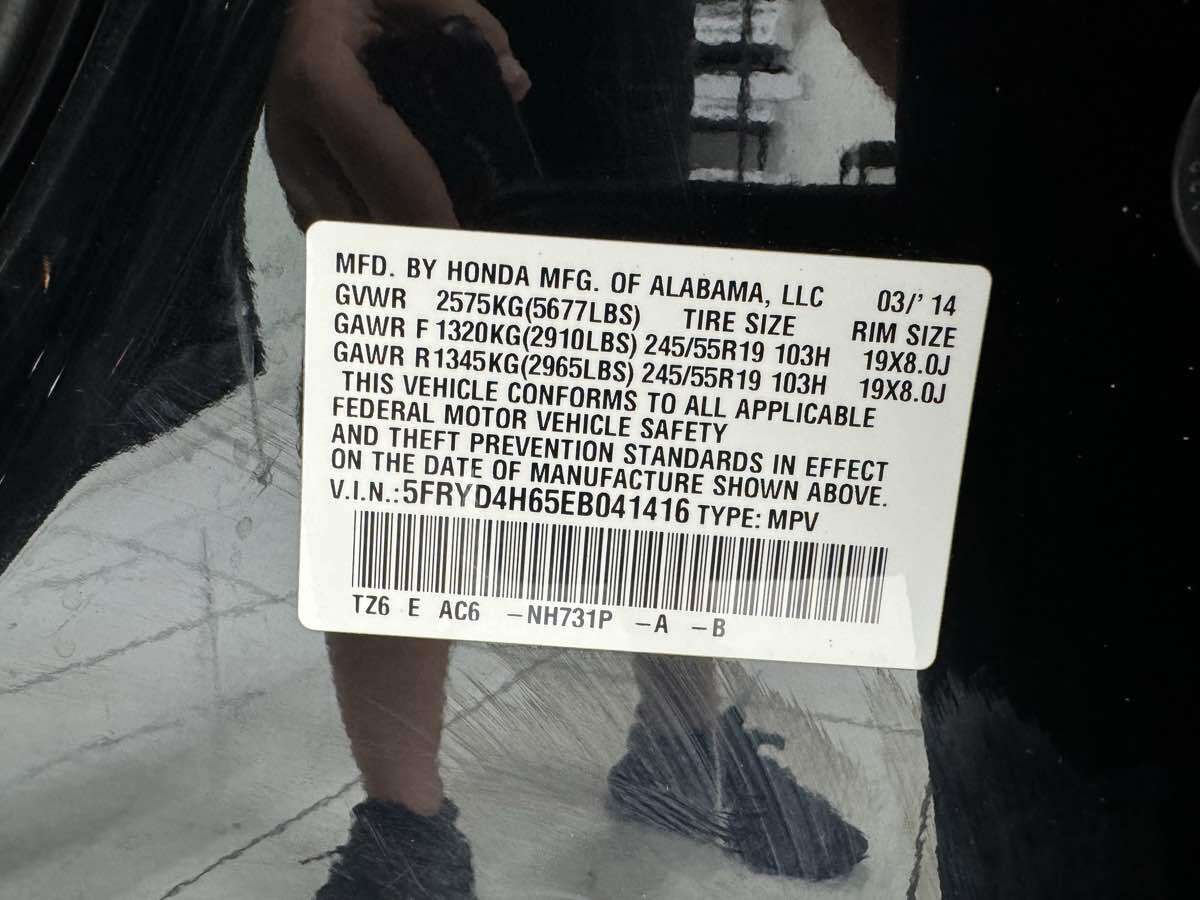 MFD. BY HONDA MFG. OF ALABAMA, LLC 03/' 14
GVWR 2575KG(5677LBS) TIRE SIZE RIM SIZE
GAWR F 1320KG(2910LBS) 245/55R19 103H 19X8.0J
GAWR R 1345KG(2965LBS) 245/55R19 103H 19X8.0J
THIS VEHICLE CONFORMS TO ALL APPLICABLE
FEDERAL MOTOR VEHICLE SAFETY
AND THEFT PREVENTION STANDARDS IN EFFECT
ON THE DATE OF MANUFACTURE SHOWN ABOVE.
V.I.N.:5FRYD4H65EB041416 TYPE: MPV
TZ6 E AC6 -NH731P -A -B